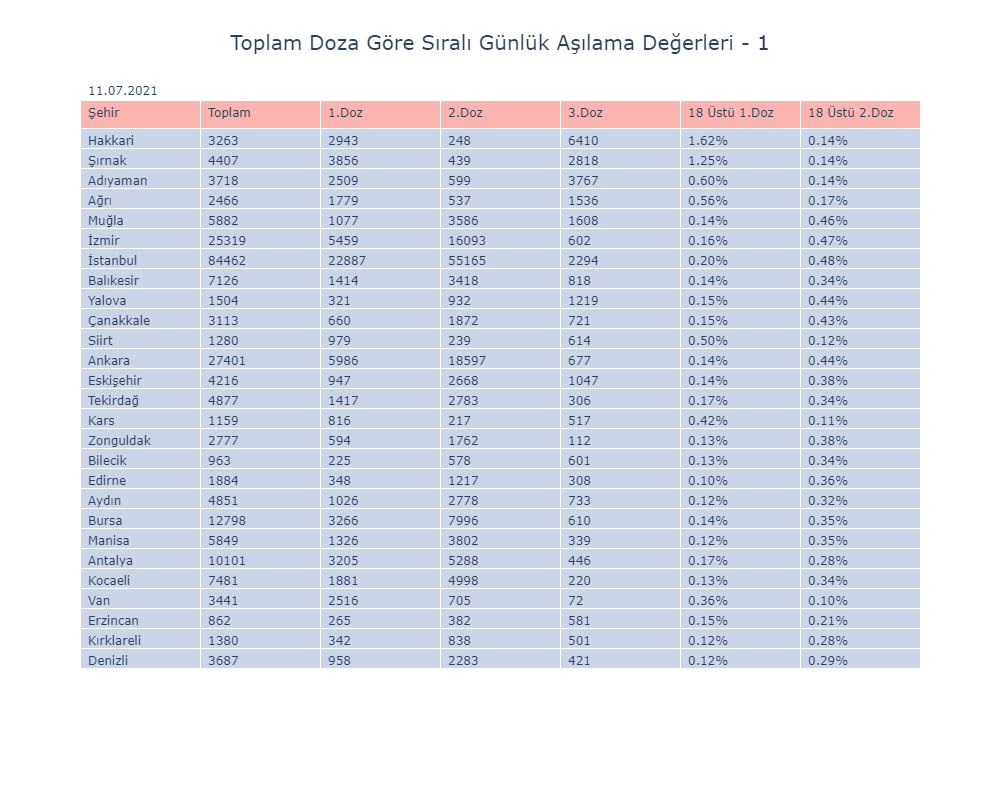 Toplam Doza Göre Sıralı Günlük Aşılama Değerleri - 1
11.07.2021
Şehir Toplam 1.Doz 2.Doz 3.Doz 18 Üstü 1.Doz 18 Üstü 2.Doz
Hakkari 3263 2943 248 6410 1.62% 0.14%
Şırnak 4407 3856 439 2818 1.25% 0.14%
Adıyaman 3718 2509 599 3767 0.60% 0.14%
Ağrı 2466 1779 537 1536 0.56% 0.17%
Muğla 5882 1077 3586 1608 0.14% 0.46%
İzmir 25319 5459 16093 602 0.16% 0.47%
İstanbul 84462 22887 55165 2294 0.20% 0.48%
Balıkesir 7126 1414 3418 818 0.14% 0.34%
Yalova 1504 321 932 1219 0.15% 0.44%
Çanakkale 3113 660 1872 721 0.15% 0.43%
Siirt 1280 979 239 614 0.50% 0.12%
Ankara 27401 5986 18597 677 0.14% 0.44%
Eskişehir 4216 947 2668 1047 0.14% 0.38%
Tekirdağ 4877 1417 2783 306 0.17% 0.34%
Kars 1159 816 217 517 0.42% 0.11%
Zonguldak 2777 594 1762 112 0.13% 0.38%
Bilecik 963 225 578 601 0.13% 0.34%
Edirne 1884 348 1217 308 0.10% 0.36%
Aydın 4851 1026 2778 733 0.12% 0.32%
Bursa 12798 3266 7996 610 0.14% 0.35%
Manisa 5849 1326 3802 339 0.12% 0.35%
Antalya 10101 3205 5288 446 0.17% 0.28%
Kocaeli 7481 1881 4998 220 0.13% 0.34%
Van 3441 2516 705 72 0.36% 0.10%
Erzincan 862 265 382 581 0.15% 0.21%
Kırklareli 1380 342 838 501 0.12% 0.28%
Denizli 3687 958 2283 421 0.12% 0.29%